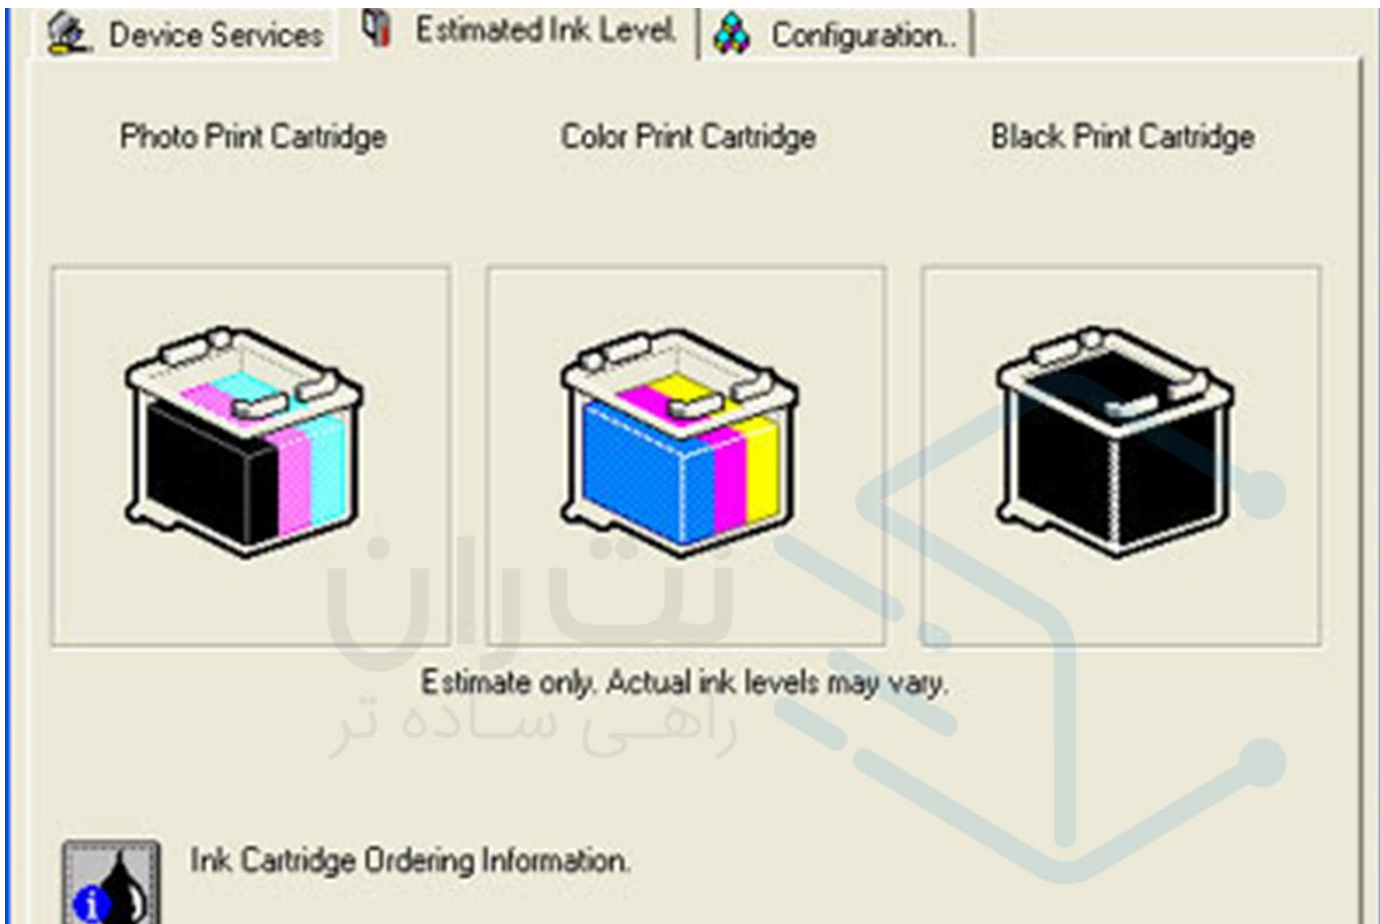 Device Services Estimated Ink Level Configuration..
Photo Print Cartridge Color Print Cartridge Black Print Cartridge
نت ران
Estimate only. Actual ink levels may vary.
راهی ساده تر
Ink Cartridge Ordering Information.